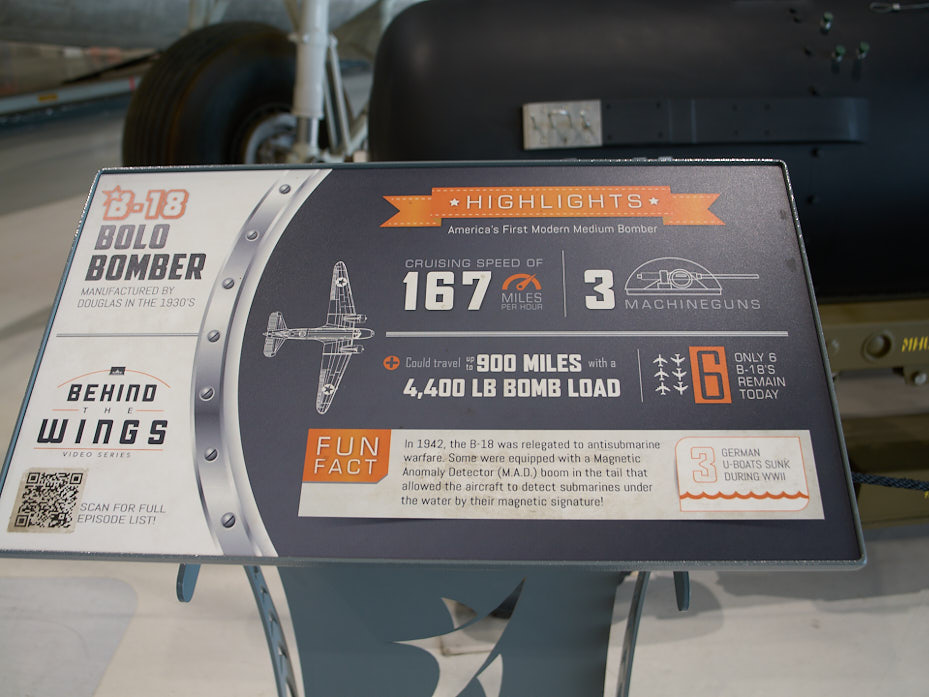 B-18
BOLO
BOMBER
MANUFACTURED BY
DOUGLAS IN THE 1930'S
BEHIND
THE
WINGS
VIDEO SERIES
SCAN FOR FULL
EPISODE LIST!
HIGHLIGHTS
America's First Modern Medium Bomber
CRUISING SPEED OF
167 MILES
PER HOUR
3
MACHINEGUNS
Could travel up to 900 MILES with a
4,400 LB BOMB LOAD
6
ONLY 6
B-18'S
REMAIN
TODAY
FUN
FACT
In 1942, the B-18 was relegated to antisubmarine
warfare. Some were equipped with a Magnetic
Anomaly Detector (M.A.D.) boom in the tail that
allowed the aircraft to detect submarines under
the water by their magnetic signature!
3
GERMAN
U-BOATS SUNK
DURING WWII